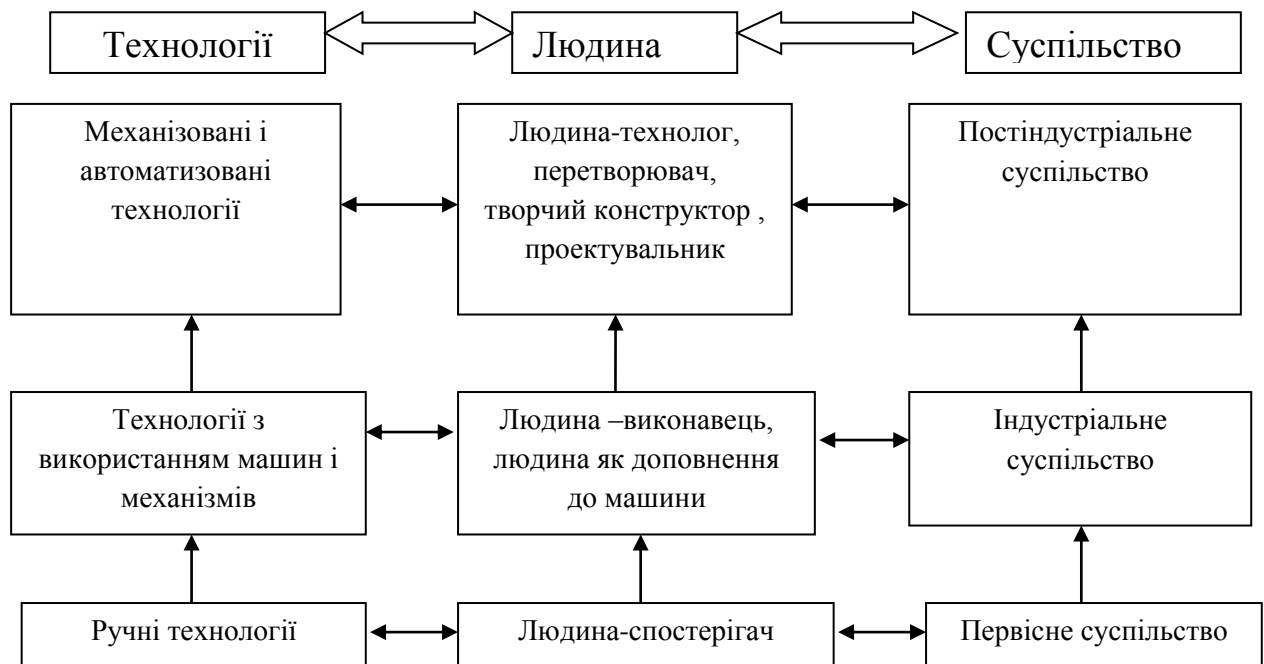 Технології
Людина
Суспільство
Механізовані і
автоматизовані
технології
Людина-технолог,
перетворювач,
творчий конструктор ,
проектувальник
Постіндустріальне
суспільство
Технології з
використанням машин і
механізмів
Людина –виконавець,
людина як доповнення
до машини
Індустріальне
суспільство
Ручні технології
Людина-спостерігач
Первісне суспільство